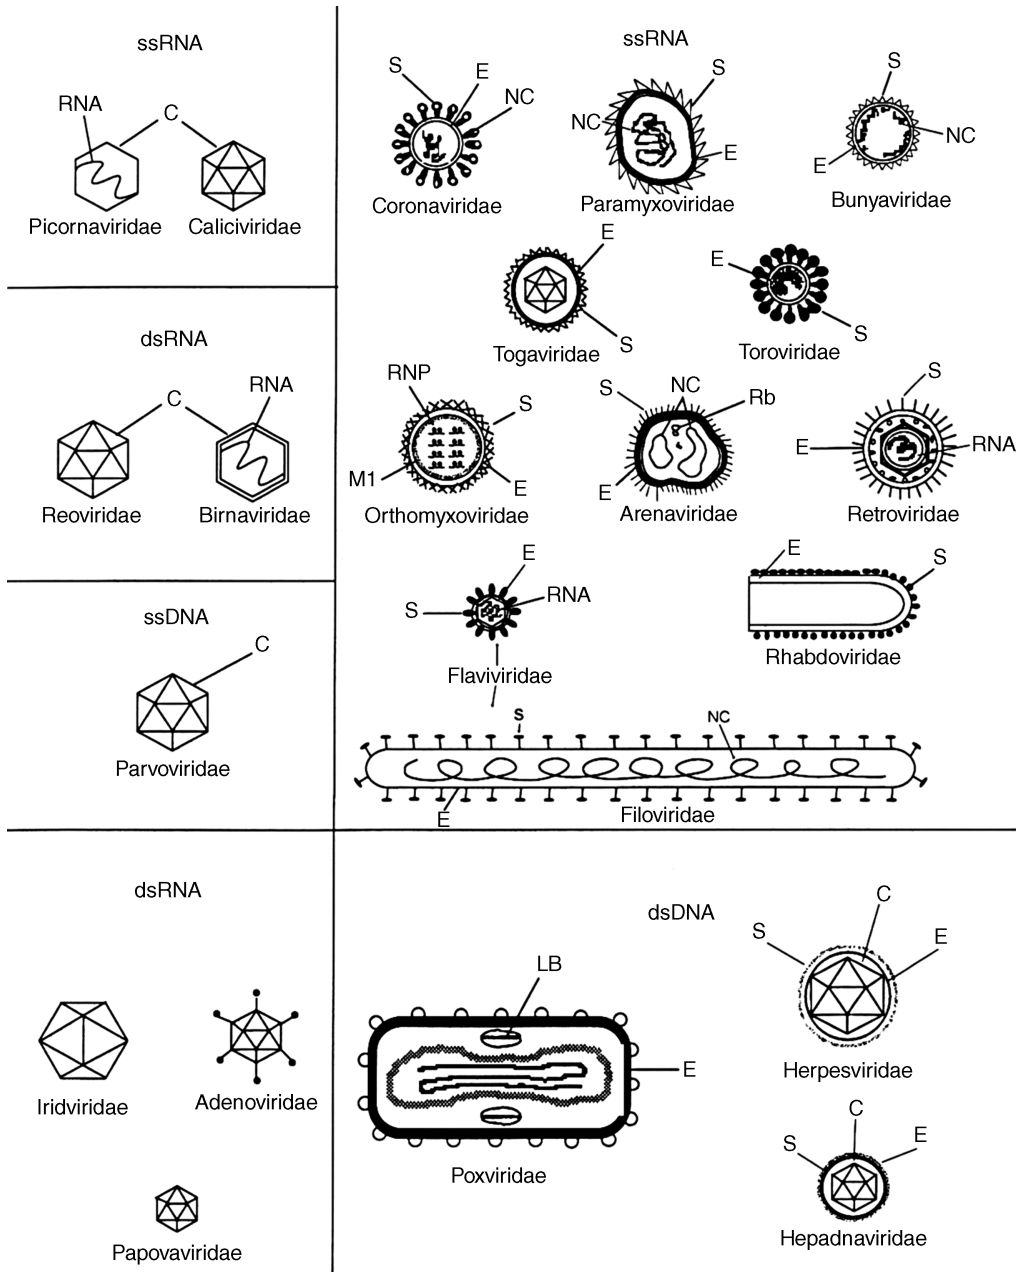 ssRNA
RNA
C
Picornaviridae
Caliciviridae
ssRNA
S
E
NC
Coronaviridae
S
NC
E
Paramyxoviridae
S
NC
E
Bunyaviridae
E
S
Togaviridae
E
S
Toroviridae
dsRNA
C
RNA
Reoviridae
Birnaviridae
RNP
S
M1
E
Orthomyxoviridae
S
NC
Rb
E
Arenaviridae
S
E
RNA
Retroviridae
ssDNA
C
Parvoviridae
E
RNA
S
Flaviviridae
E
S
Rhabdoviridae
S
NC
E
Filoviridae
dsRNA
Iridviridae
Adenoviridae
Papovaviridae
dsDNA
LB
E
Poxviridae
C
S
E
Herpesviridae
C
S
E
Hepadnaviridae